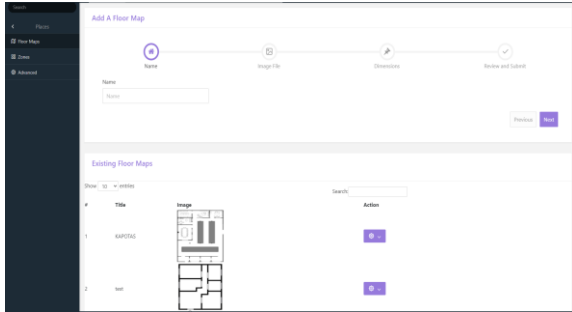 Search
Places
Floor Maps
Zones
Advanced
Add A Floor Map
Name
Image File
Dimensions
Review and Submit
Name
Name
Previous
Next
Existing Floor Maps
Show 10 entries
Search:
# Title Image Action
1 KAPOTAS
2 test